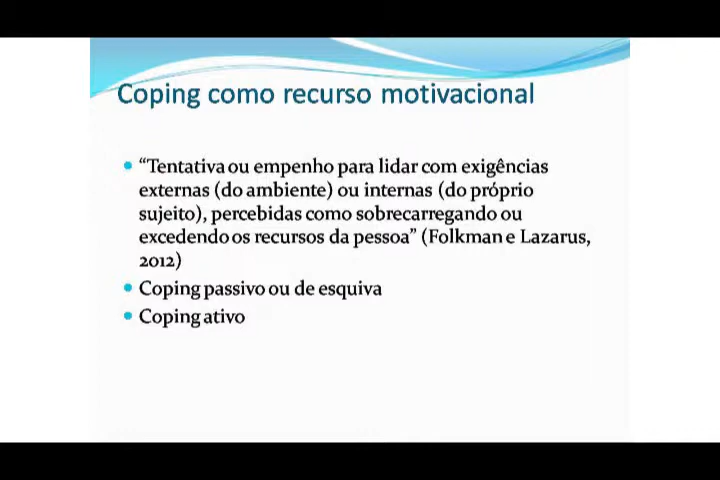 Coping como recurso motivacional
• “Tentativa ou empenho para lidar com exigências
externas (do ambiente) ou internas (do próprio
sujeito), percebidas como sobrecarregando ou
excedendo os recursos da pessoa” (Folkman e Lazarus,
2012)
• Coping passivo ou de esquiva
• Coping ativo